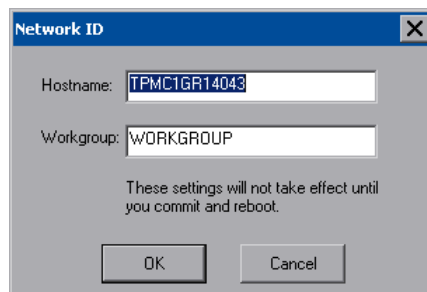 Network ID
Hostname: TPMC1GR14043
Workgroup: WORKGROUP
These settings will not take effect until
you commit and reboot.
OK Cancel